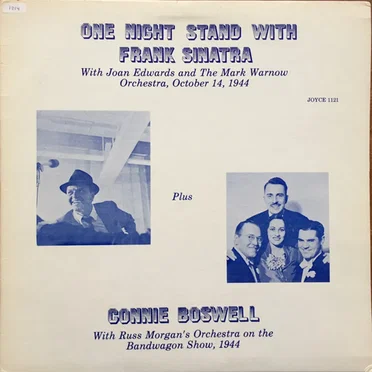 ONE NIGHT STAND WITH
FRANK SINATRA
With Joan Edwards and The Mark Warnow
Orchestra, October 14, 1944
JOYCE 1121
Plus
CONNIE BOSWELL
With Russ Morgan's Orchestra on the
Bandwagon Show, 1944